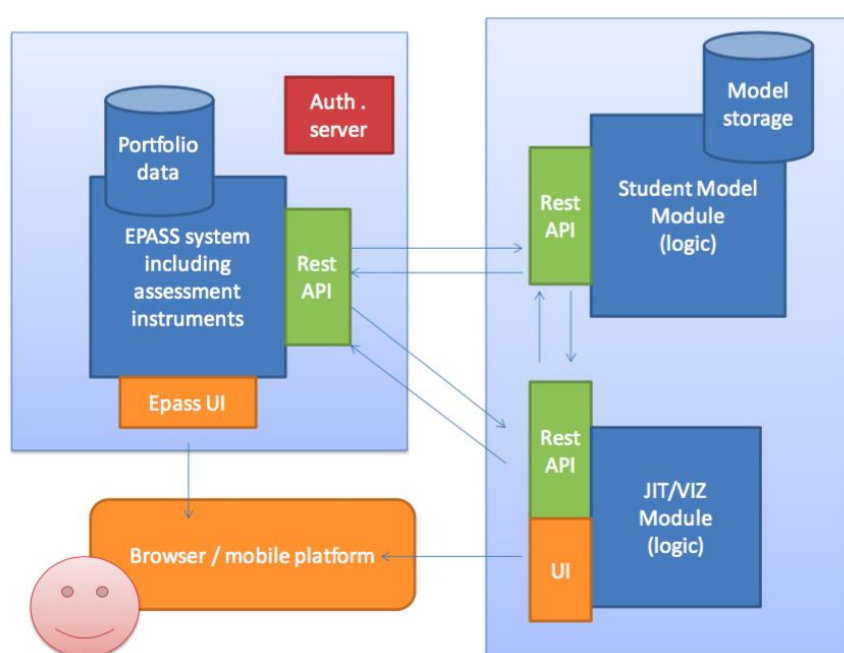 Auth .
server
Portfolio
data
EPASS system
including
assessment
instruments
Rest
API
Epass UI
Browser / mobile platform
Model
storage
Rest
API
Student Model
Module
(logic)
Rest
API
JIT/VIZ
Module
(logic)
UI